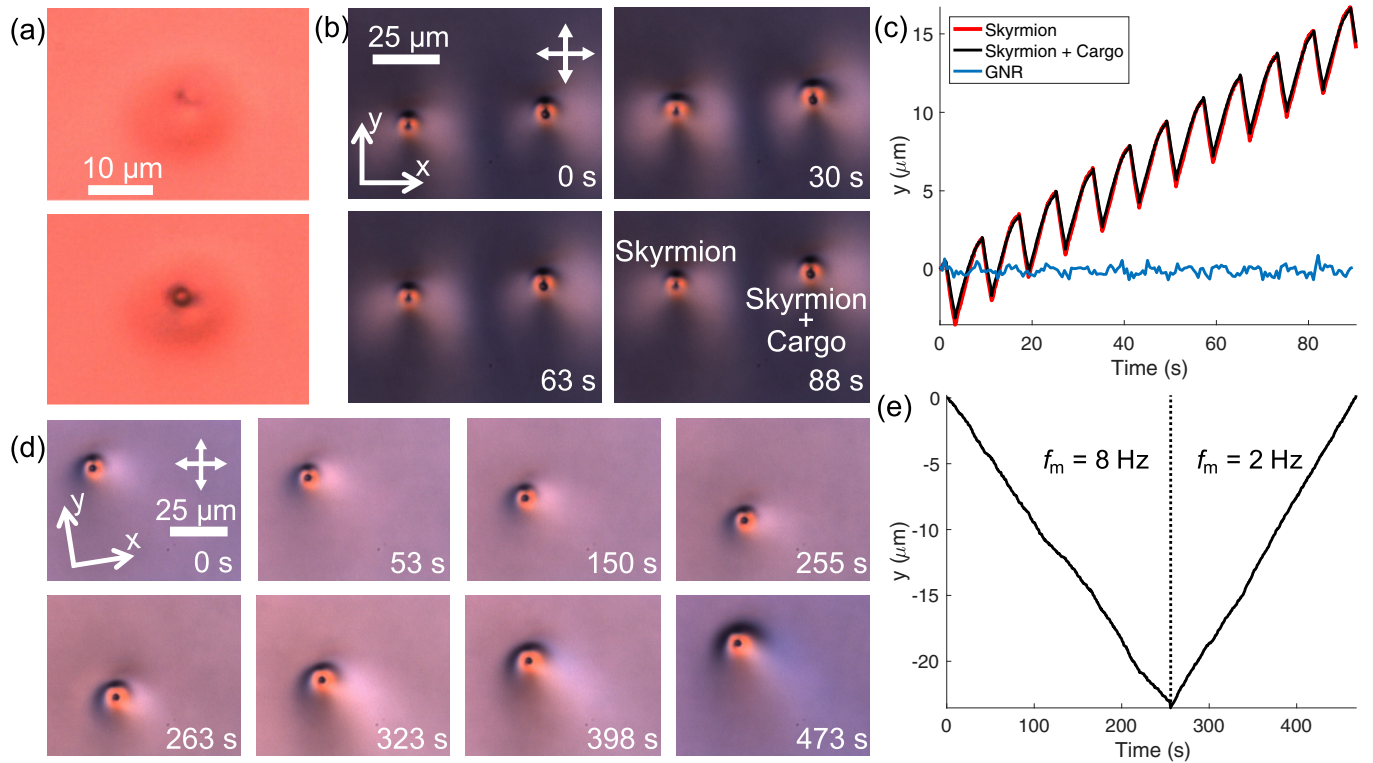 (a)
10 µm
(b)
25 µm
y
x
0 s
30 s
63 s
Skyrmion
Skyrmion
+
Cargo
88 s
(c)
Skyrmion
Skyrmion + Cargo
GNR
15
10
5
0
y (µm)
0 20 40 60 80
Time (s)
(d)
y
x
25 µm
0 s
53 s
150 s
255 s
263 s
323 s
398 s
473 s
(e)
fm = 8 Hz
fm = 2 Hz
0
-5
-10
-15
-20
y (µm)
0 100 200 300 400
Time (s)